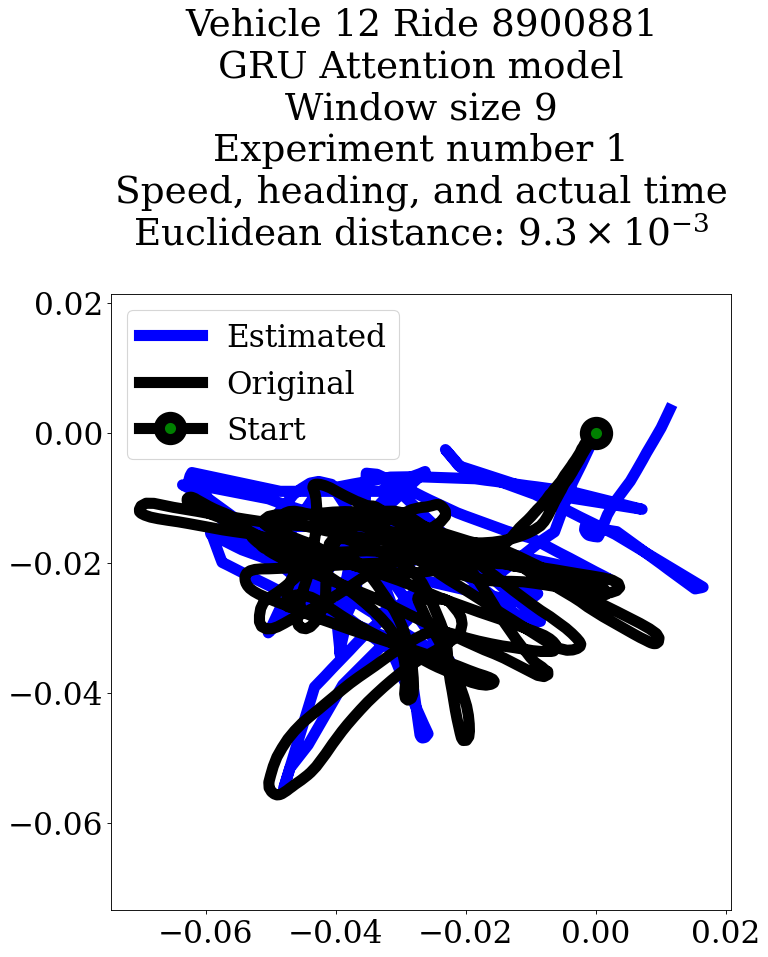 Vehicle 12 Ride 8900881
GRU Attention model
Window size 9
Experiment number 1
Speed, heading, and actual time
Euclidean distance: 9.3 × 10⁻³
0.02
0.00
−0.02
−0.04
−0.06
Estimated
Original
Start
−0.06 −0.04 −0.02 0.00 0.02